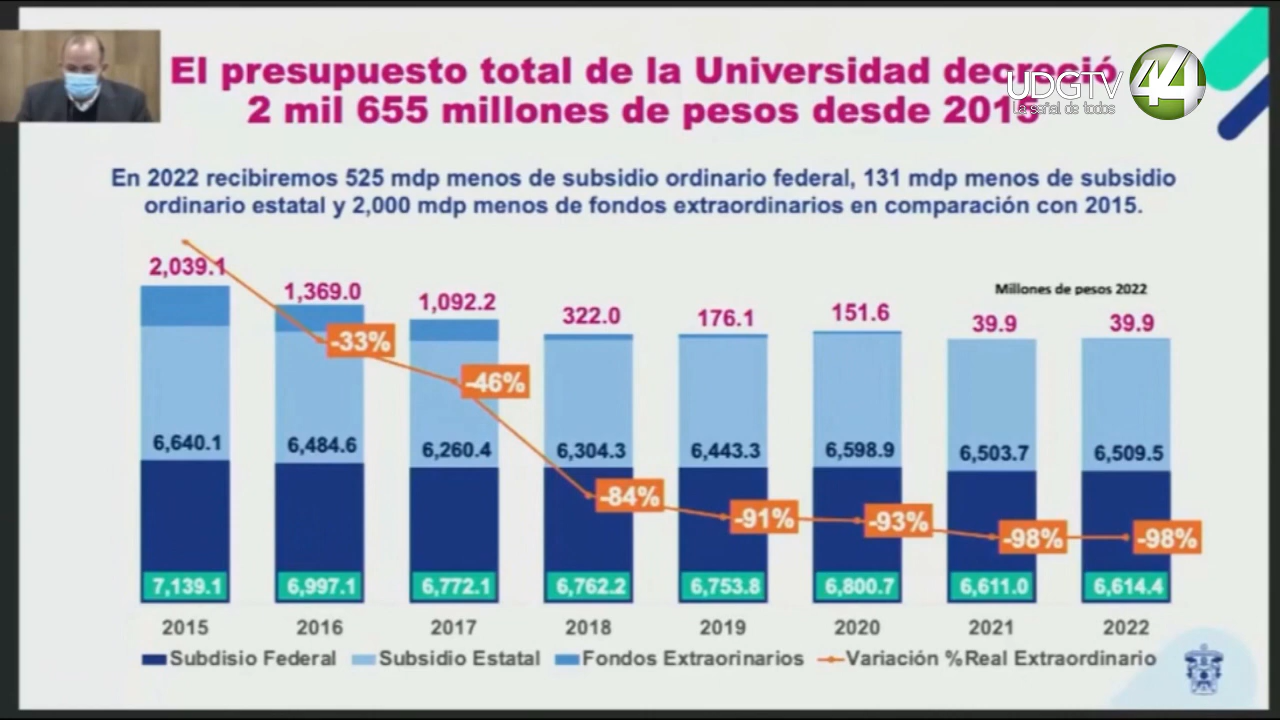 El presupuesto total de la Universidad decreció
2 mil 655 millones de pesos desde 2015
UDGTV 44
La señal de todos
En 2022 recibiremos 525 mdp menos de subsidio ordinario federal, 131 mdp menos de subsidio
ordinario estatal y 2,000 mdp menos de fondos extraordinarios en comparación con 2015.
Millones de pesos 2022
2,039.1 1,369.0 1,092.2 322.0 176.1 151.6 39.9 39.9
-33% -46% -84% -91% -93% -98% -98%
6,640.1 6,484.6 6,260.4 6,304.3 6,443.3 6,598.9 6,503.7 6,509.5
7,139.1 6,997.1 6,772.1 6,762.2 6,753.8 6,800.7 6,611.0 6,614.4
2015 2016 2017 2018 2019 2020 2021 2022
Subdisio Federal Subsidio Estatal Fondos Extraorinarios Variación %Real Extraordinario